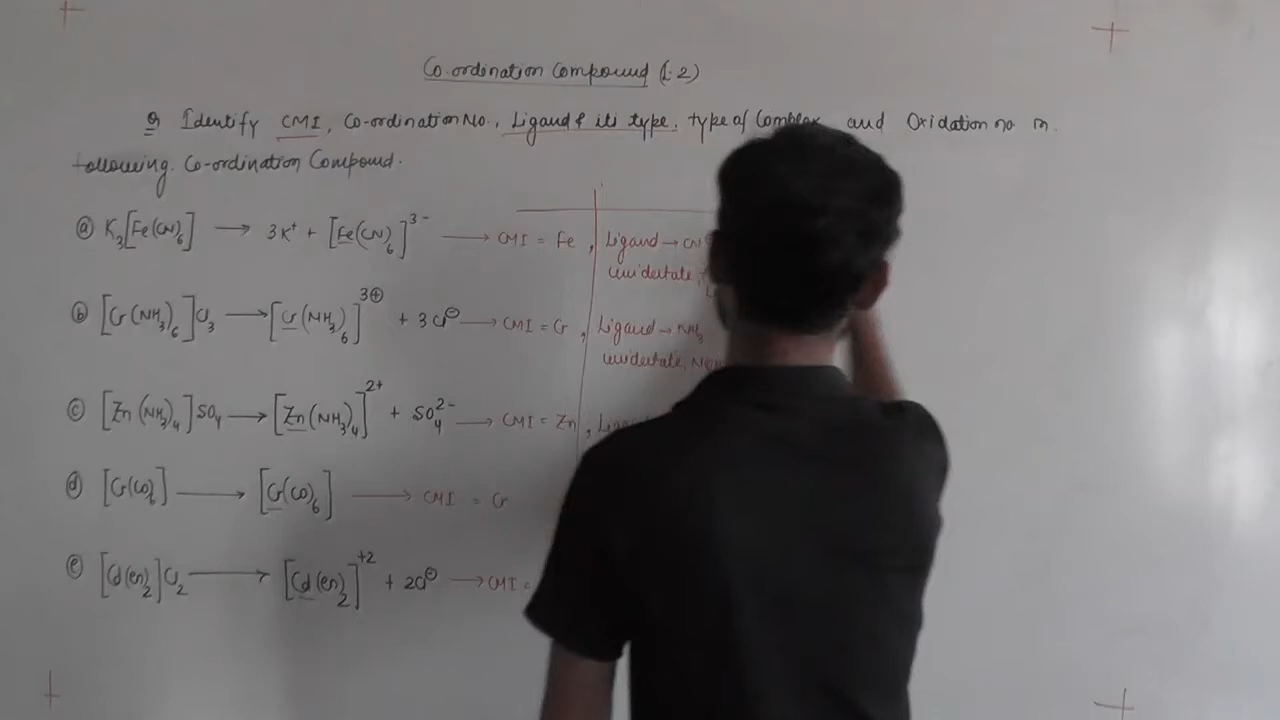 Co.ordination Compound (L.2)
Q Identify CMI, Co-ordination No., Ligand & its type, type of Complex and Oxidation no in
following. Co-ordination Compound.
(a) K₃[Fe(CN)₆] → 3K⁺ + [Fe(CN)₆]³⁻ → CMI = Fe, Ligand → CN
unidentate,
(b) [Cr(NH₃)₆]Cl₃ → [Cr(NH₃)₆]³⊕ + 3Cl⊖ → CMI = Cr, Ligand → NH₃
unidentate,
(c) [Zn(NH₃)₄]SO₄ → [Zn(NH₃)₄]²⁺ + SO₄²⁻ → CMI = Zn,
(d) [Cr(CO)₆] → [Cr(CO)₆] → CMI = Cr
(e) [Cd(en)₂]Cl₂ → [Cd(en)₂]⁺² + 2Cl⊖ → CMI =